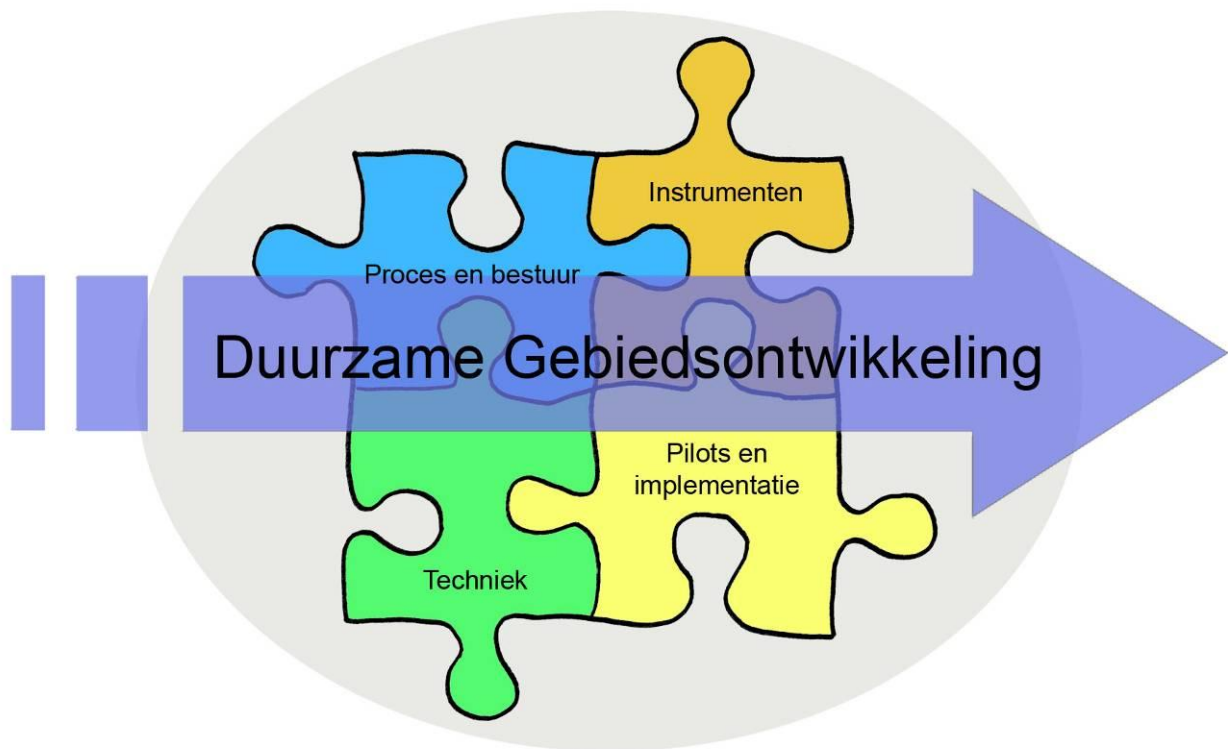 Instrumenten
Proces en bestuur
Duurzame Gebiedsontwikkeling
Pilots en
implementatie
Techniek